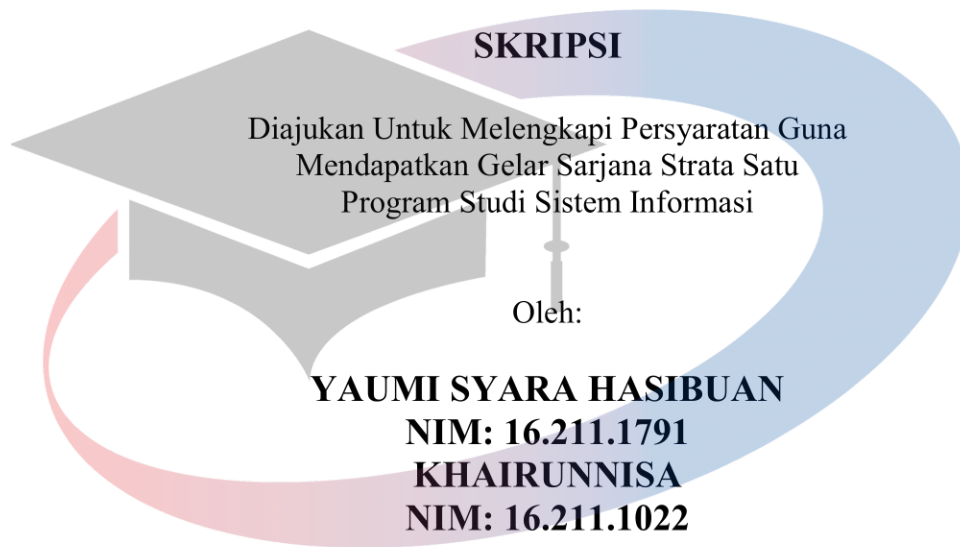 SKRIPSI
Diajukan Untuk Melengkapi Persyaratan Guna
Mendapatkan Gelar Sarjana Strata Satu
Program Studi Sistem Informasi
Oleh:
YAUMI SYARA HASIBUAN
NIM: 16.211.1791
KHAIRUNNISA
NIM: 16.211.1022